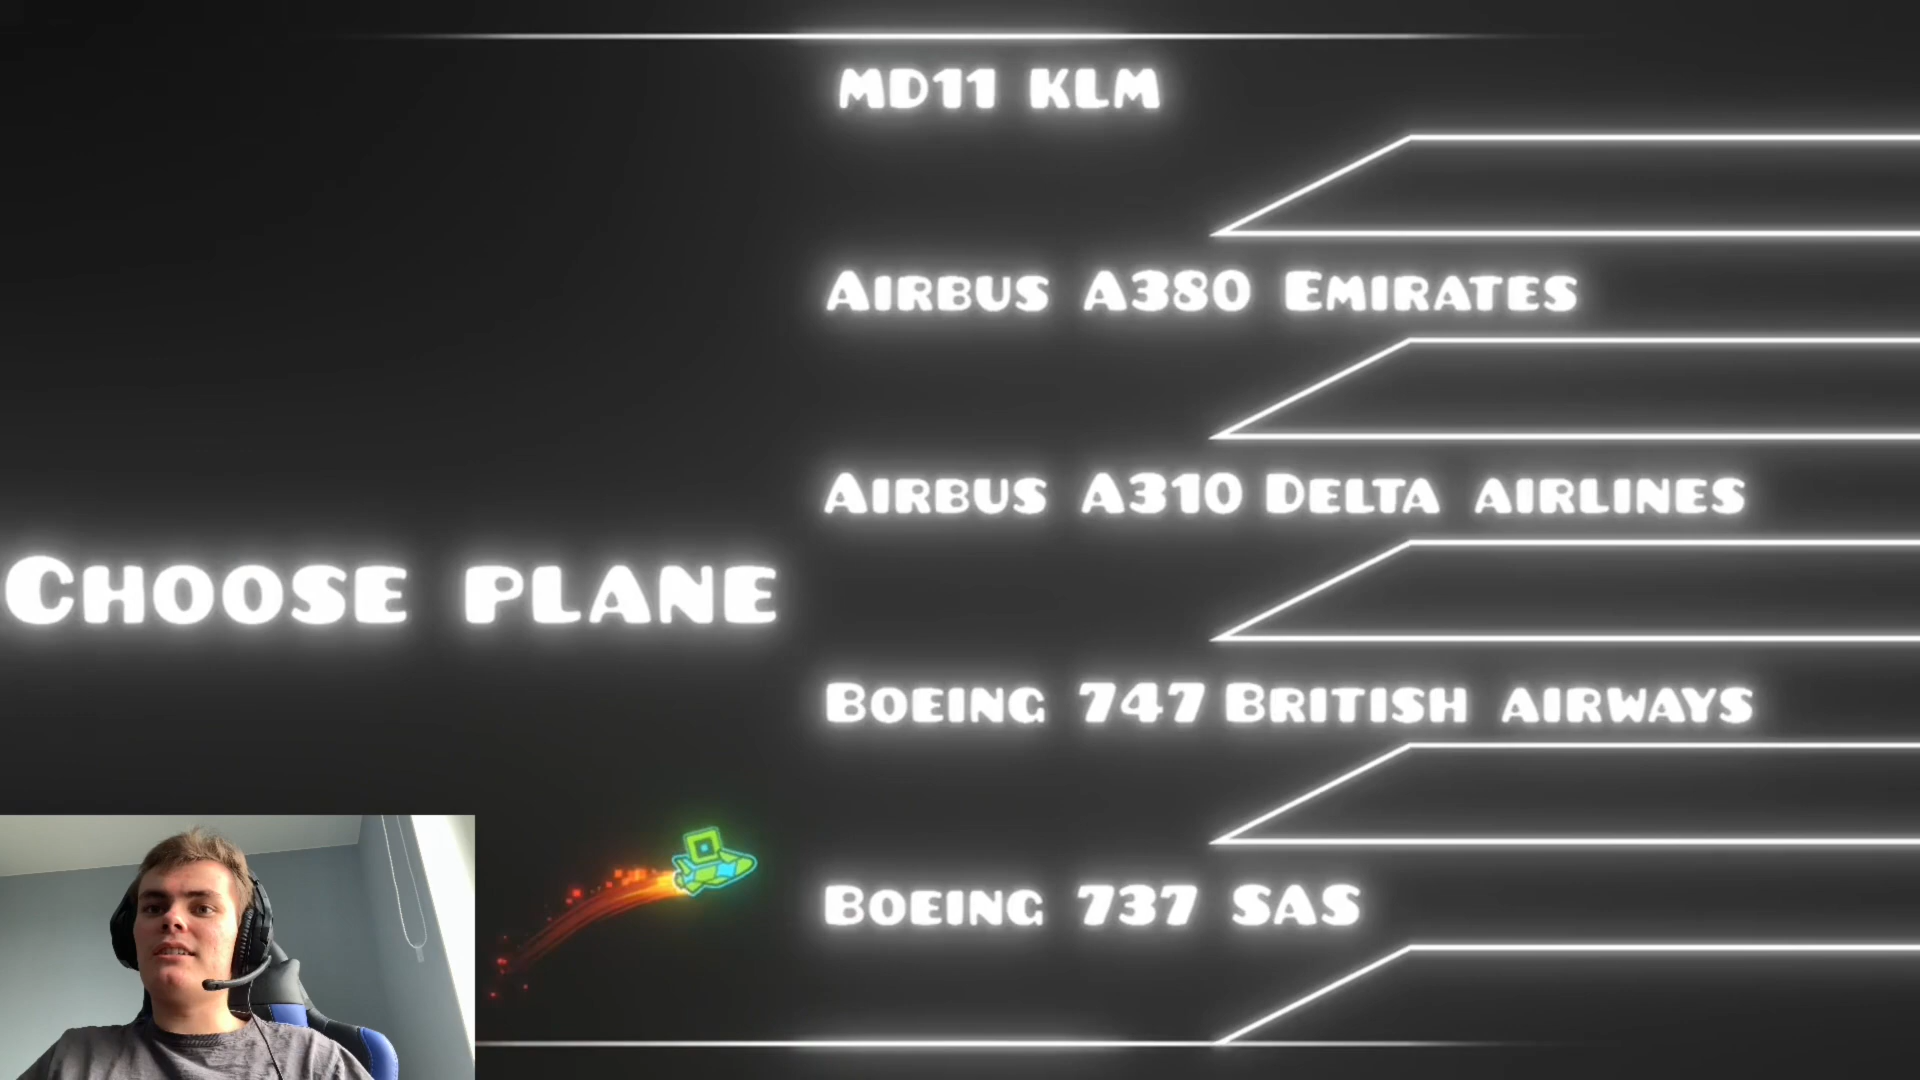 MD11 KLM
Airbus A380 Emirates
Airbus A310 Delta airlines
Choose plane
Boeing 747 British airways
Boeing 737 SAS